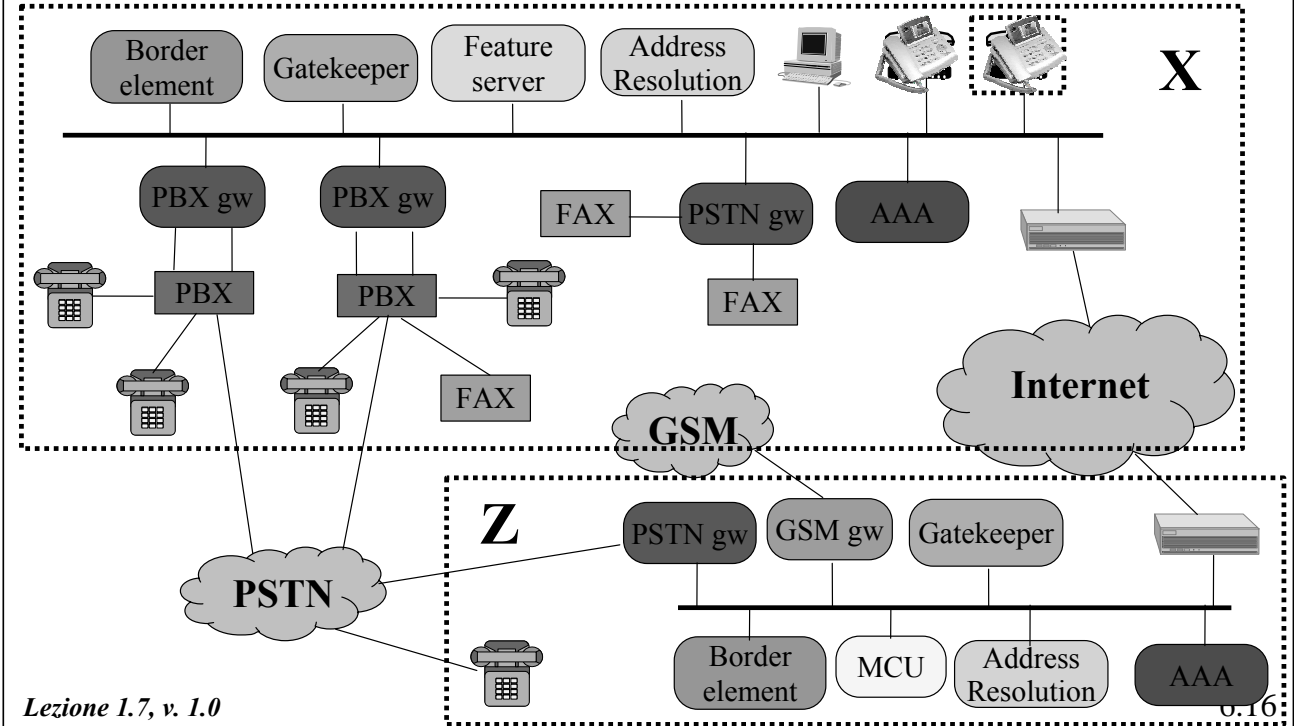 Border
element
Gatekeeper
Feature
server
Address
Resolution
X
PBX gw
PBX gw
FAX
PSTN gw
AAA
PBX
PBX
FAX
FAX
Internet
GSM
Z
PSTN gw
GSM gw
Gatekeeper
PSTN
Border
element
MCU
Address
Resolution
AAA
Lezione 1.7, v. 1.0
6.16